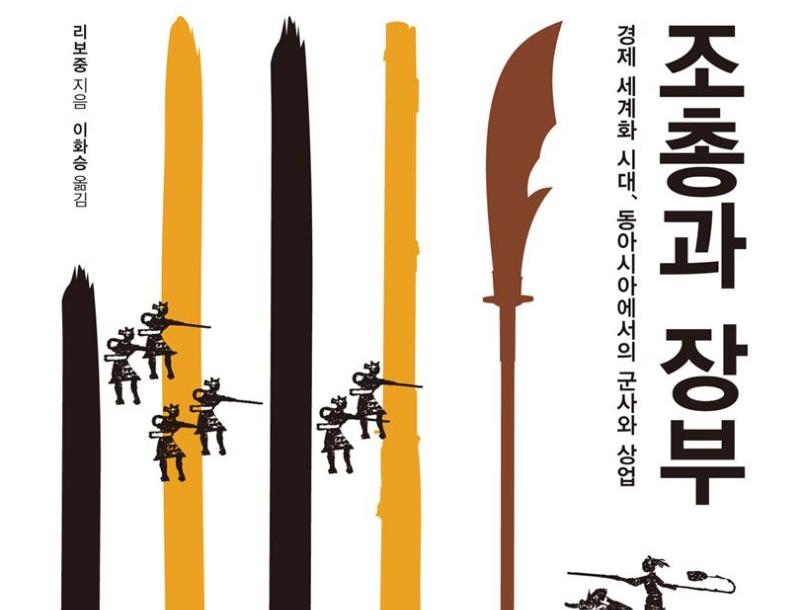 조총과 장부
경제 세계화 시대, 동아시아에서의 군사와 상업
리보중 지음 이화승 옮김